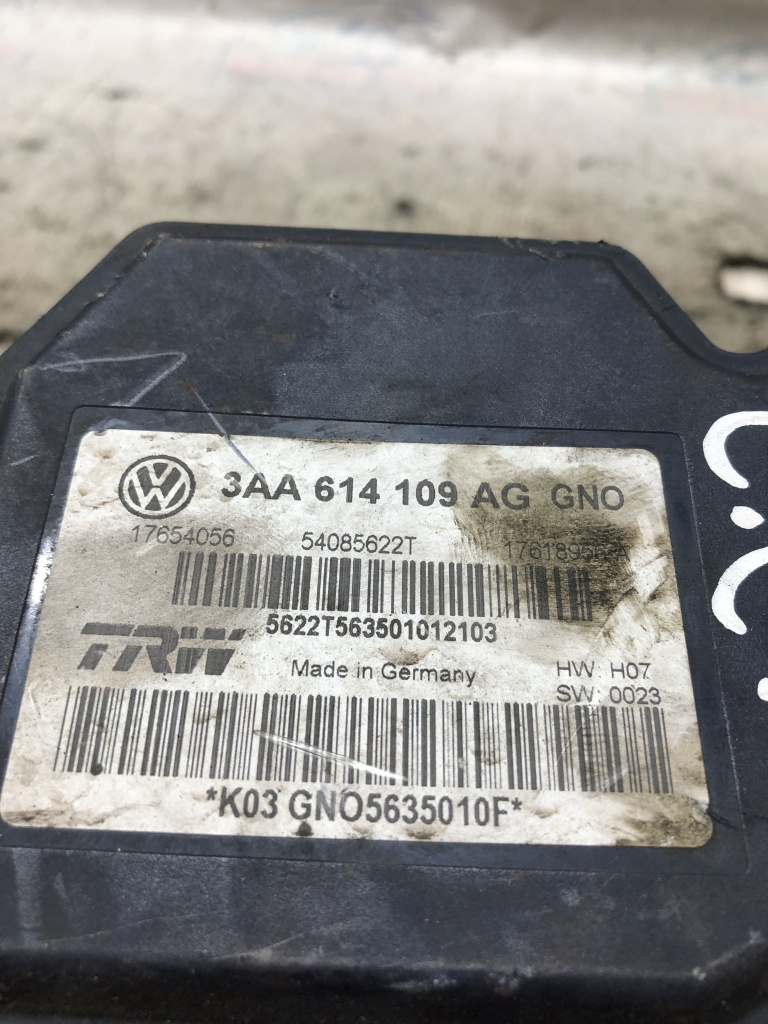 3AA 614 109 AG GNO
17654056 54085622T
5622T563501012103
TRW
Made in Germany HW: H07
SW: 0023
*K03 GNO5635010F*